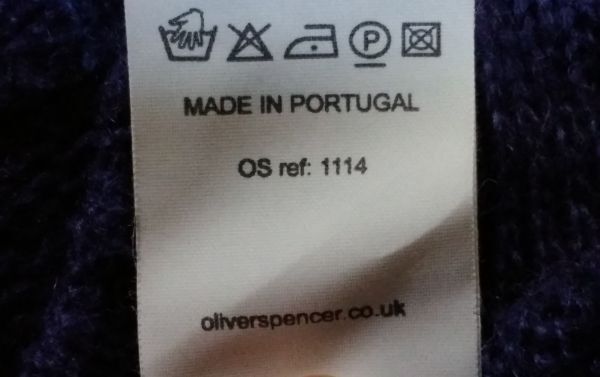 P
MADE IN PORTUGAL
OS ref: 1114
oliverspencer.co.uk